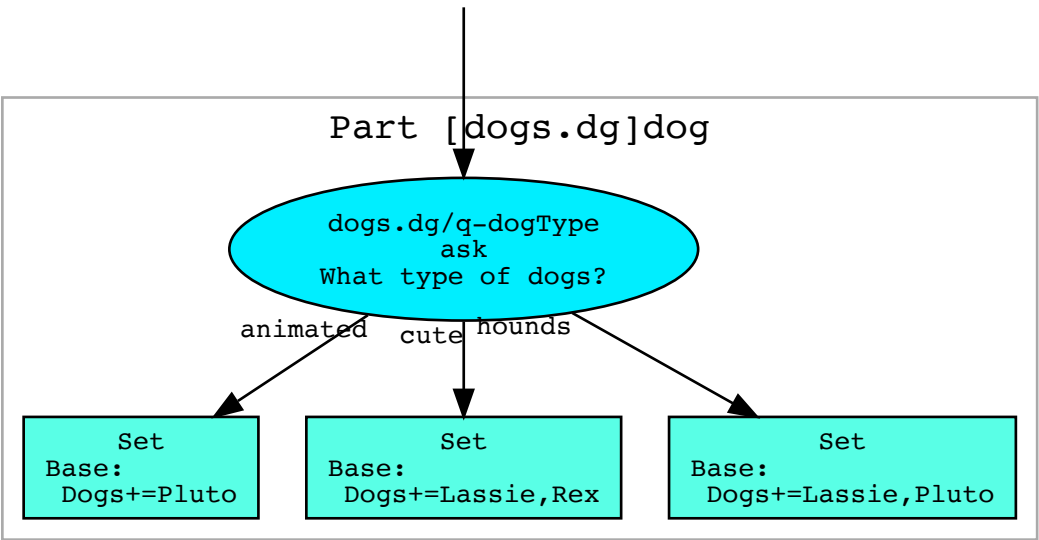 Part [dogs.dg]dog
dogs.dg/q-dogType
ask
What type of dogs?
animated
cute
hounds
Set
Base:
Dogs+=Pluto
Set
Base:
Dogs+=Lassie,Rex
Set
Base:
Dogs+=Lassie,Pluto